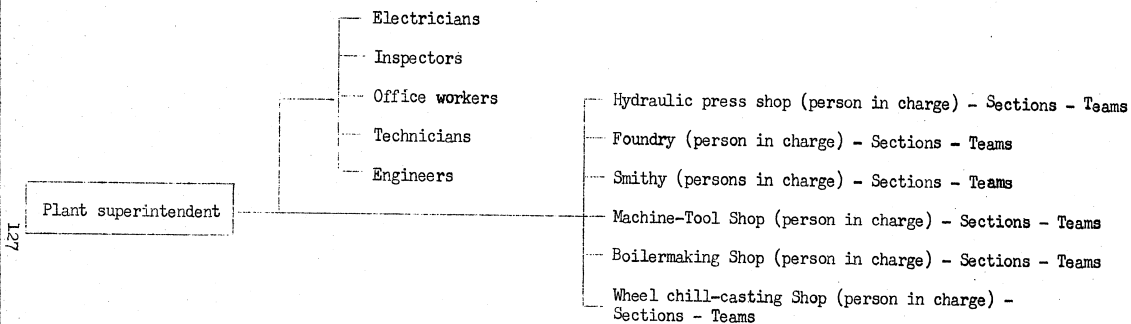 Electricians
Inspectors
Office workers
Technicians
Engineers
Plant superintendent
Hydraulic press shop (person in charge) - Sections - Teams
Foundry (person in charge) - Sections - Teams
Smithy (persons in charge) - Sections - Teams
Machine-Tool Shop (person in charge) - Sections - Teams
Boilermaking Shop (person in charge) - Sections - Teams
Wheel chill-casting Shop (person in charge) -
Sections - Teams
127